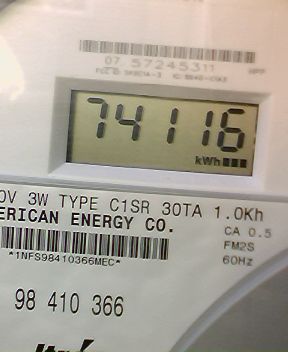 07 57245311
74116
kWh
0V 3W TYPE C1SR 30TA 1.0Kh
ERICAN ENERGY CO.
CA 0.5
FM2S
*1NFS98410366MEC*
60Hz
98 410 366